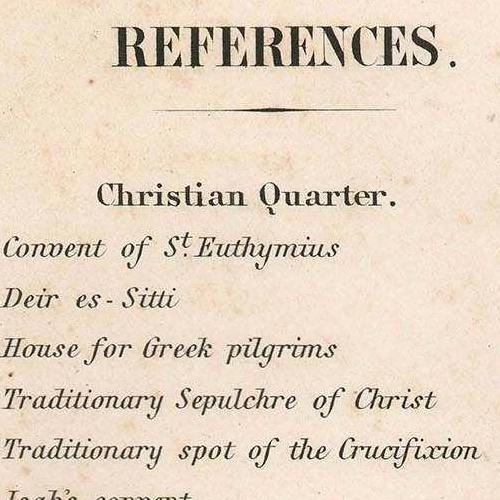 REFERENCES.
Christian Quarter.
Convent of St. Euthymius
Deir es-Sitti
House for Greek pilgrims
Traditionary Sepulchre of Christ
Traditionary spot of the Crucifixion